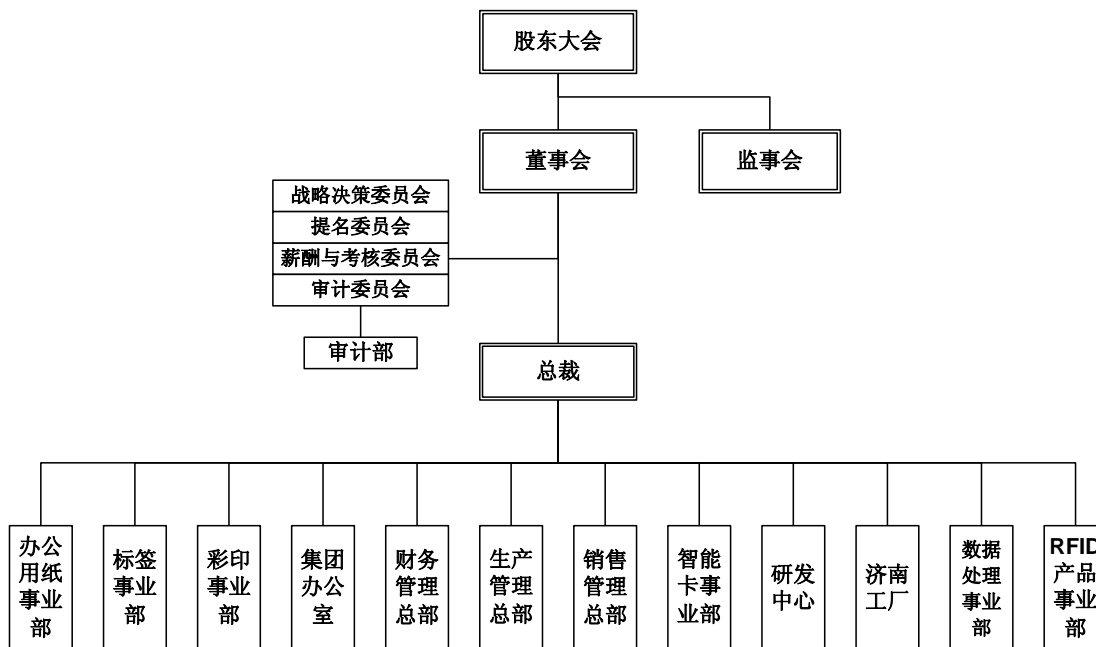 股东大会
董事会
监事会
战略决策委员会
提名委员会
薪酬与考核委员会
审计委员会
审计部
总裁
办公
用纸
事业
部
标签
事业
部
彩印
事业
部
集团
办公
室
财务
管理
总部
生产
管理
总部
销售
管理
总部
智能
卡事
业部
研发
中心
济南
工厂
数据
处理
事业
部
RFID
产品
事业
部